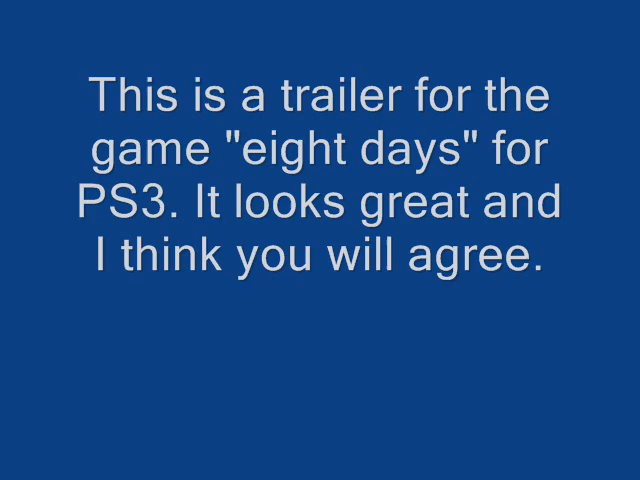 This is a trailer for the
game "eight days" for
PS3. It looks great and
I think you will agree.